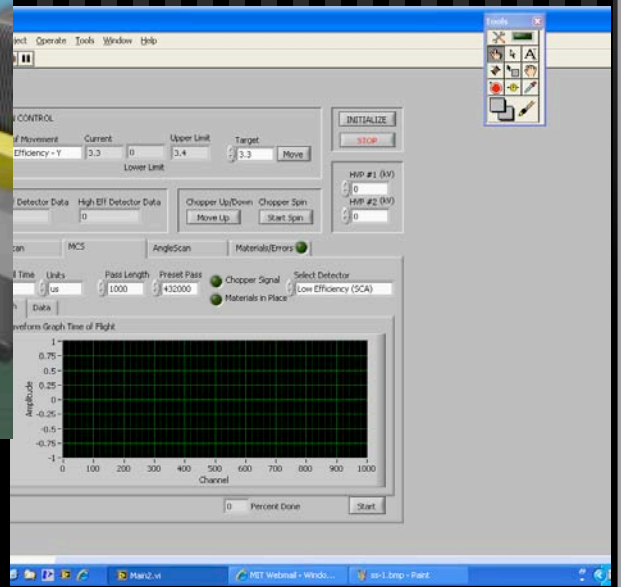 Tools
ject Operate Tools Window Help
A
CONTROL
of Movement Current Upper Limit Target
Efficiency - Y 3.3 0 3.4 3.3 Move
Lower Limit
INITIALIZE
STOP
HVP #1 (kV)
0
HVP #2 (kV)
0
Detector Data High Eff Detector Data Chopper Up/Down Chopper Spin
0 Move Up Start Spin
can MCS AngleScan Materials/Errors
l Time Units Pass Length Preset Pass Chopper Signal Select Detector
us 1000 432000 Materials in Place Low Efficiency (SCA)
Data
aveform Graph Time of Flight
1
0.75
0.5
0.25
0
-0.25
-0.5
-0.75
-1
Amplitude
0 100 200 300 400 500 600 700 800 900 1000
Channel
0 Percent Done Start
Main2.vi MIT Webmail - Windo... ss-1.bmp - Paint